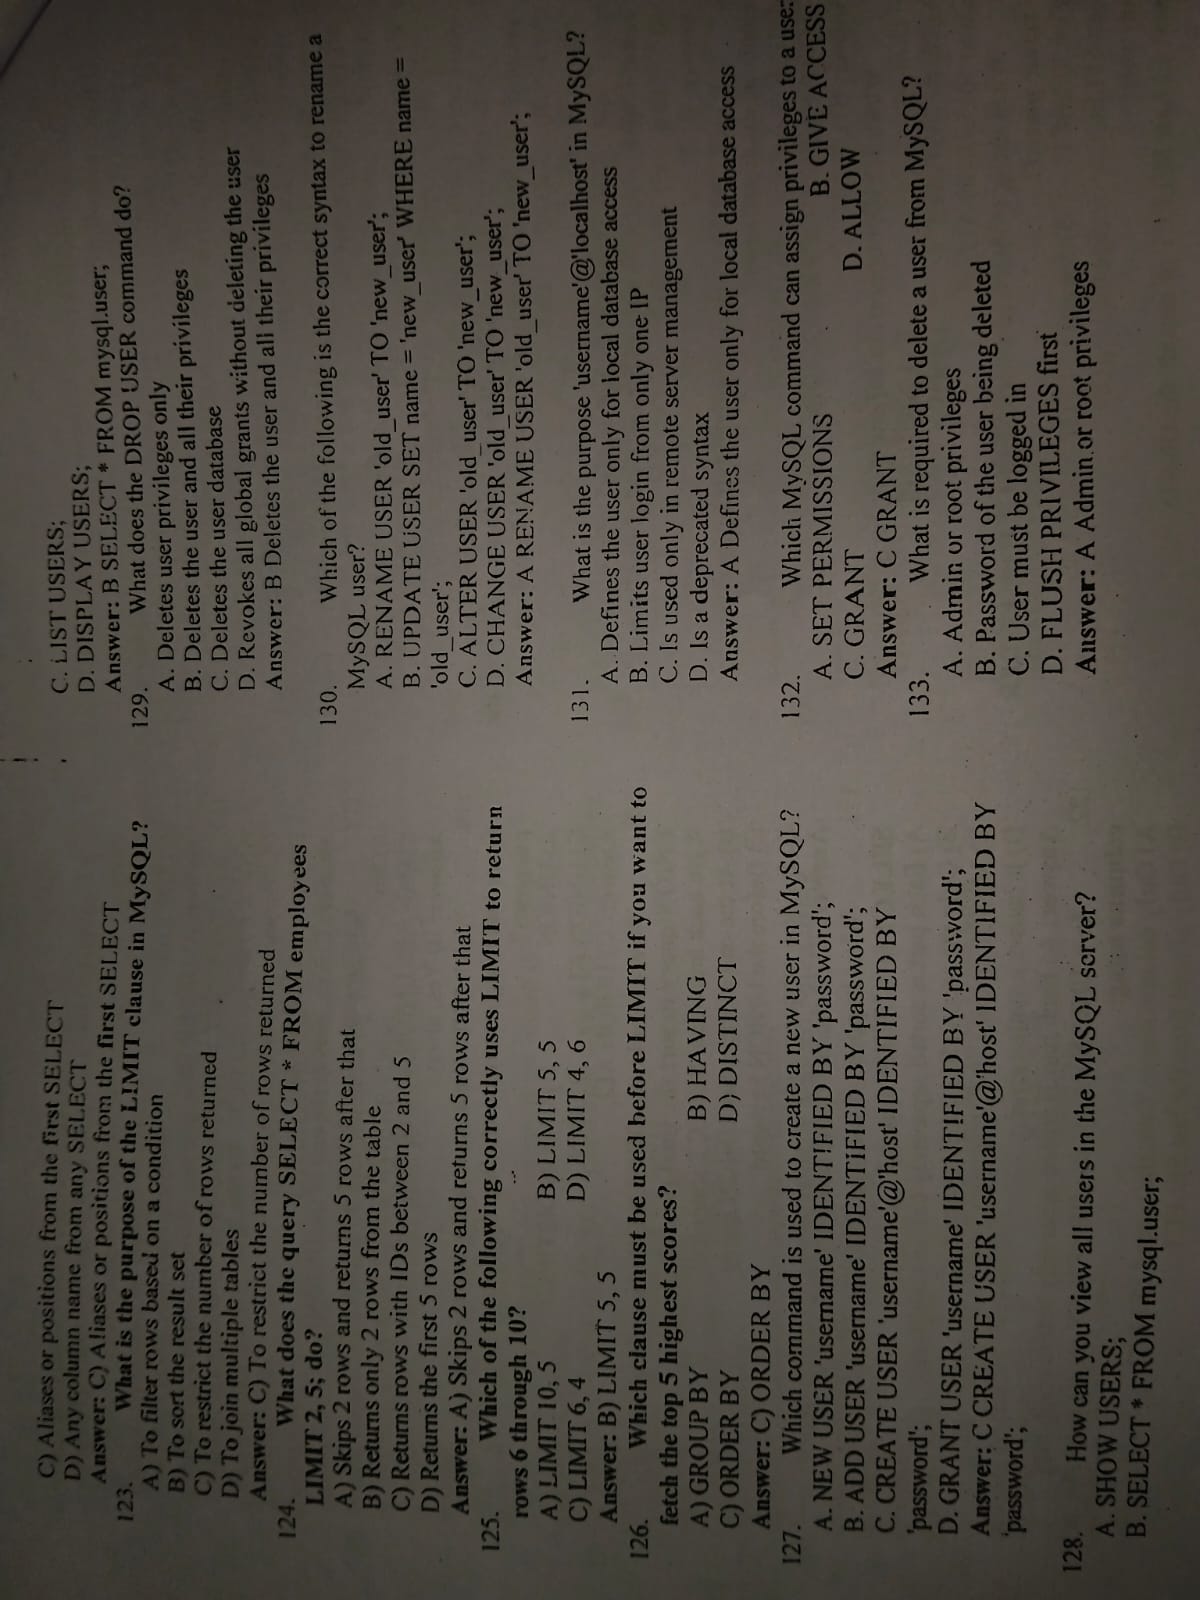 C) Aliases or positions from the first SELECT
D) Any column name from any SELECT
Answer: C) Aliases or positions from the first SELECT
123. What is the purpose of the LIMIT clause in MySQL?
A) To filter rows based on a condition
B) To sort the result set
C) To restrict the number of rows returned
D) To join multiple tables
Answer: C) To restrict the number of rows returned
124. What does the query SELECT * FROM employees
LIMIT 2, 5; do?
A) Skips 2 rows and returns 5 rows after that
B) Returns only 2 rows from the table
C) Returns rows with IDs between 2 and 5
D) Returns the first 5 rows
Answer: A) Skips 2 rows and returns 5 rows after that
125. Which of the following correctly uses LIMIT to return
rows 6 through 10?
A) LIMIT 10, 5 B) LIMIT 5, 5
C) LIMIT 6, 4 D) LIMIT 4, 6
Answer: B) LIMIT 5, 5
126. Which clause must be used before LIMIT if you want to
fetch the top 5 highest scores?
A) GROUP BY B) HAVING
C) ORDER BY D) DISTINCT
Answer: C) ORDER BY
127. Which command is used to create a new user in MySQL?
A. NEW USER 'username' IDENTIFIED BY 'password';
B. ADD USER 'username' IDENTIFIED BY 'password';
C. CREATE USER 'username'@'host' IDENTIFIED BY
'password';
D. GRANT USER 'username' IDENTIFIED BY 'password';
Answer: C CREATE USER 'username'@'host' IDENTIFIED BY
'password';
128. How can you view all users in the MySQL server?
A. SHOW USERS;
B. SELECT * FROM mysql.user;
C. LIST USERS;
D. DISPLAY USERS;
Answer: B SELECT * FROM mysql.user;
129. What does the DROP USER command do?
A. Deletes user privileges only
B. Deletes the user and all their privileges
C. Deletes the user database
D. Revokes all global grants without deleting the user
Answer: B Deletes the user and all their privileges
130. Which of the following is the correct syntax to rename a
MySQL user?
A. RENAME USER 'old_user' TO 'new_user';
B. UPDATE USER SET name = 'new_user' WHERE name =
'old_user';
C. ALTER USER 'old_user' TO 'new_user';
D. CHANGE USER 'old_user' TO 'new_user';
Answer: A RENAME USER 'old_user' TO 'new_user';
131. What is the purpose 'username'@'localhost' in MySQL?
A. Defines the user only for local database access
B. Limits user login from only one IP
C. Is used only in remote server management
D. Is a deprecated syntax
Answer: A Defines the user only for local database access
132. Which MySQL command can assign privileges to a user
A. SET PERMISSIONS B. GIVE ACCESS
C. GRANT D. ALLOW
Answer: C GRANT
133. What is required to delete a user from MySQL?
A. Admin or root privileges
B. Password of the user being deleted
C. User must be logged in
D. FLUSH PRIVILEGES first
Answer: A Admin or root privileges